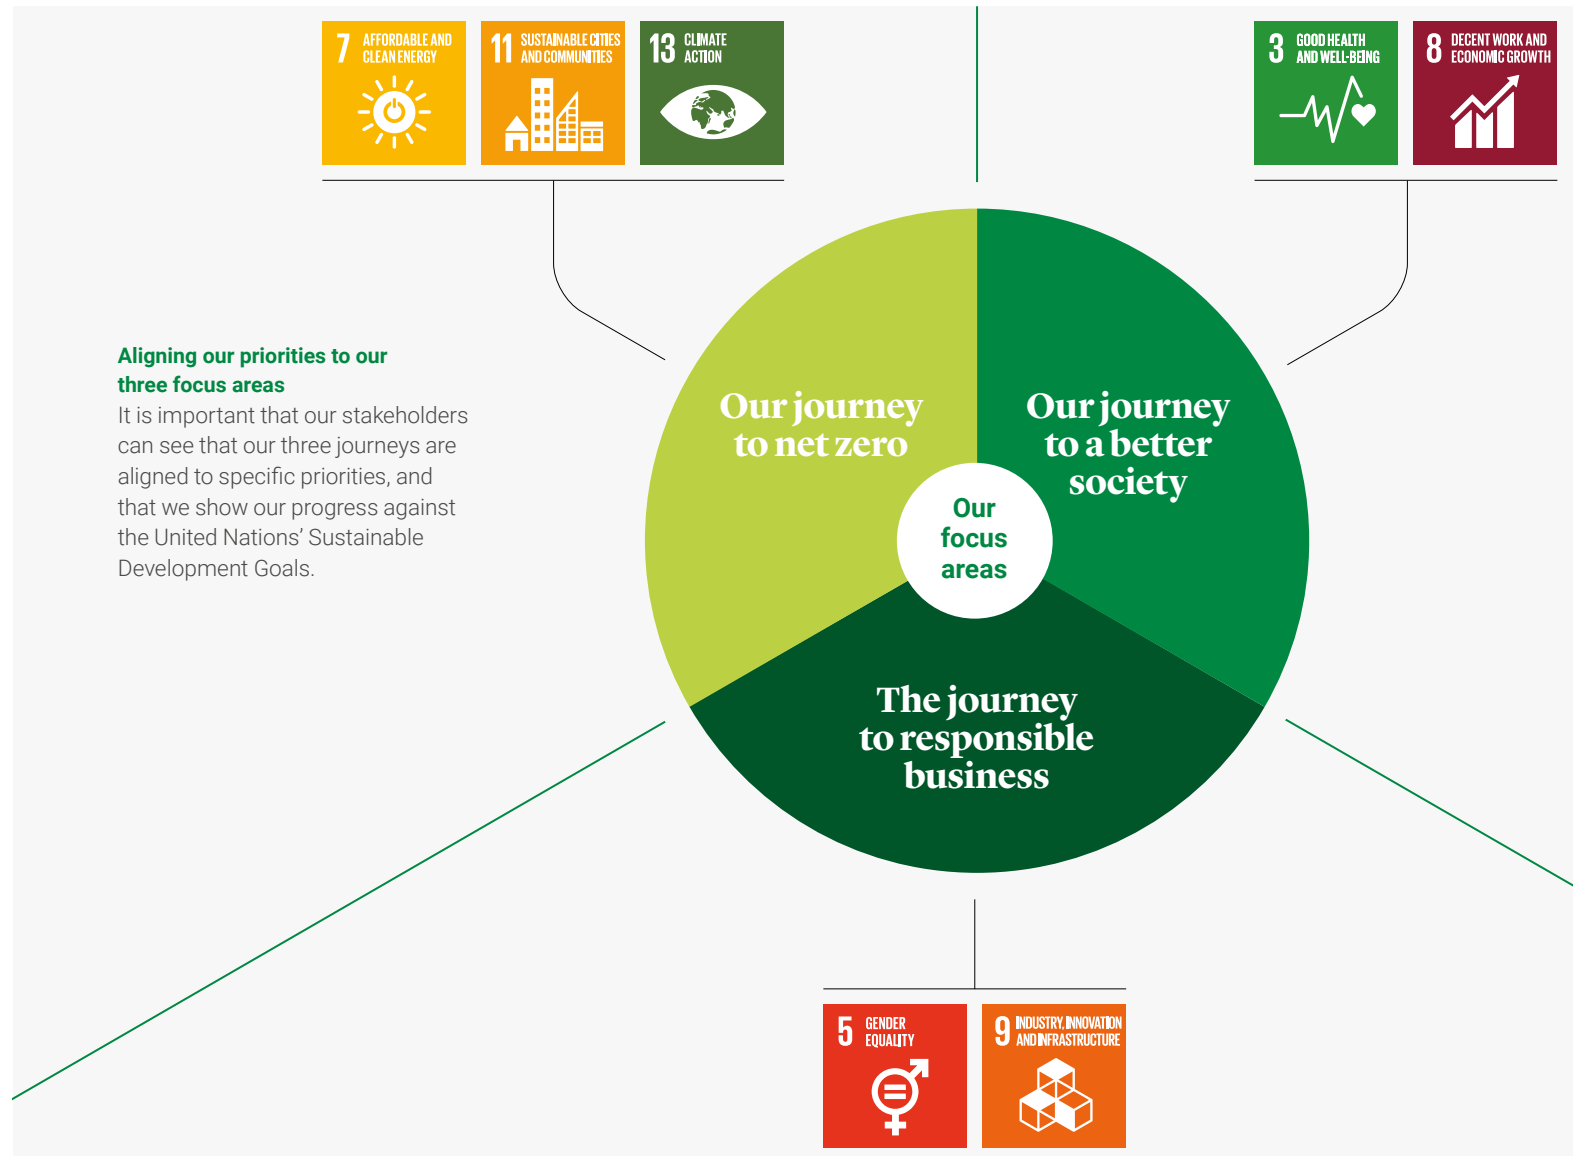 7 AFFORDABLE AND
CLEAN ENERGY
11 SUSTAINABLE CITIES
AND COMMUNITIES
13 CLIMATE
ACTION
3 GOOD HEALTH
AND WELL-BEING
8 DECENT WORK AND
ECONOMIC GROWTH
Aligning our priorities to our
three focus areas
It is important that our stakeholders
can see that our three journeys are
aligned to specific priorities, and
that we show our progress against
the United Nations’ Sustainable
Development Goals.
Our journey
to net zero
Our journey
to a better
society
Our
focus
areas
The journey
to responsible
business
5 GENDER
EQUALITY
9 INDUSTRY, INNOVATION
AND INFRASTRUCTURE